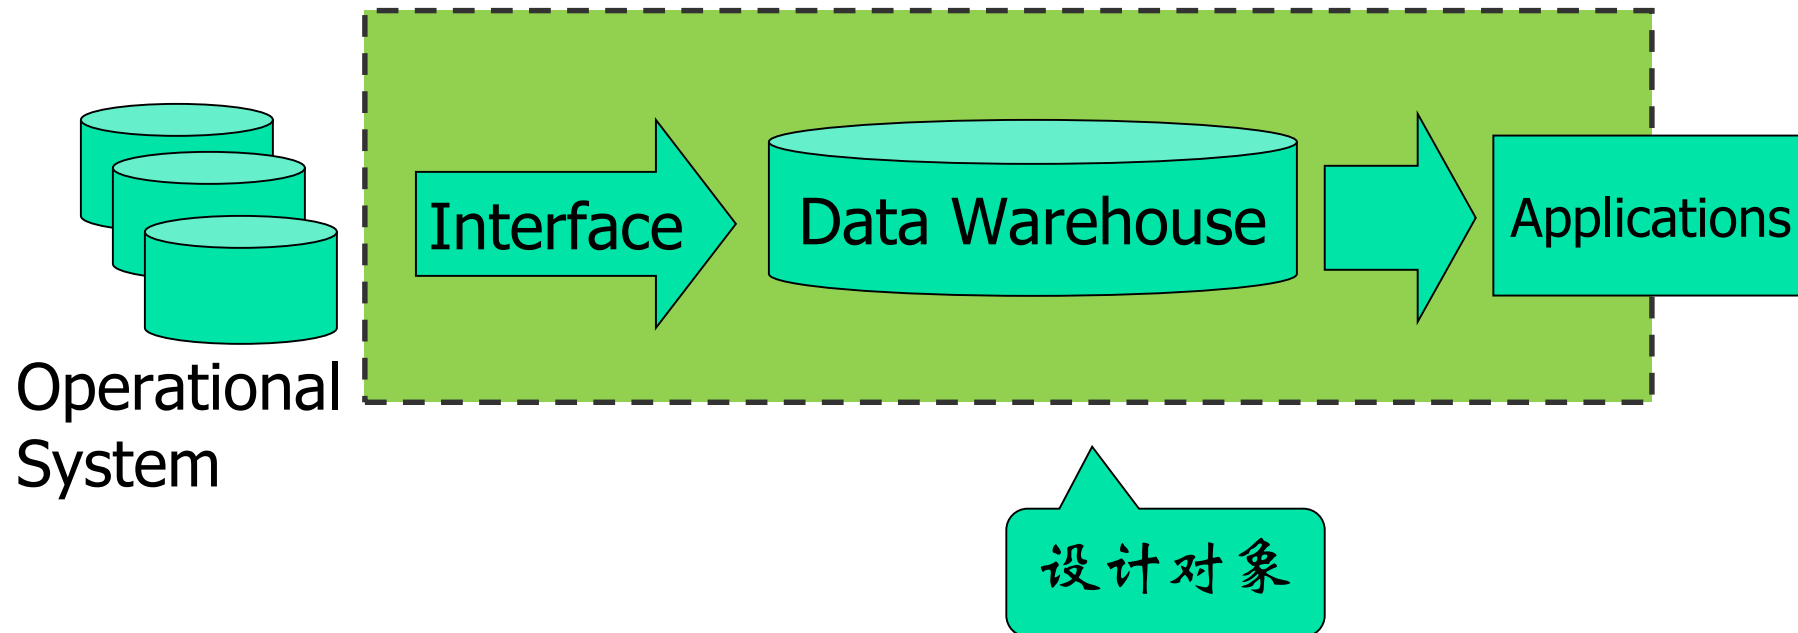 Interface
Data Warehouse
Applications
Operational
System
设计对象